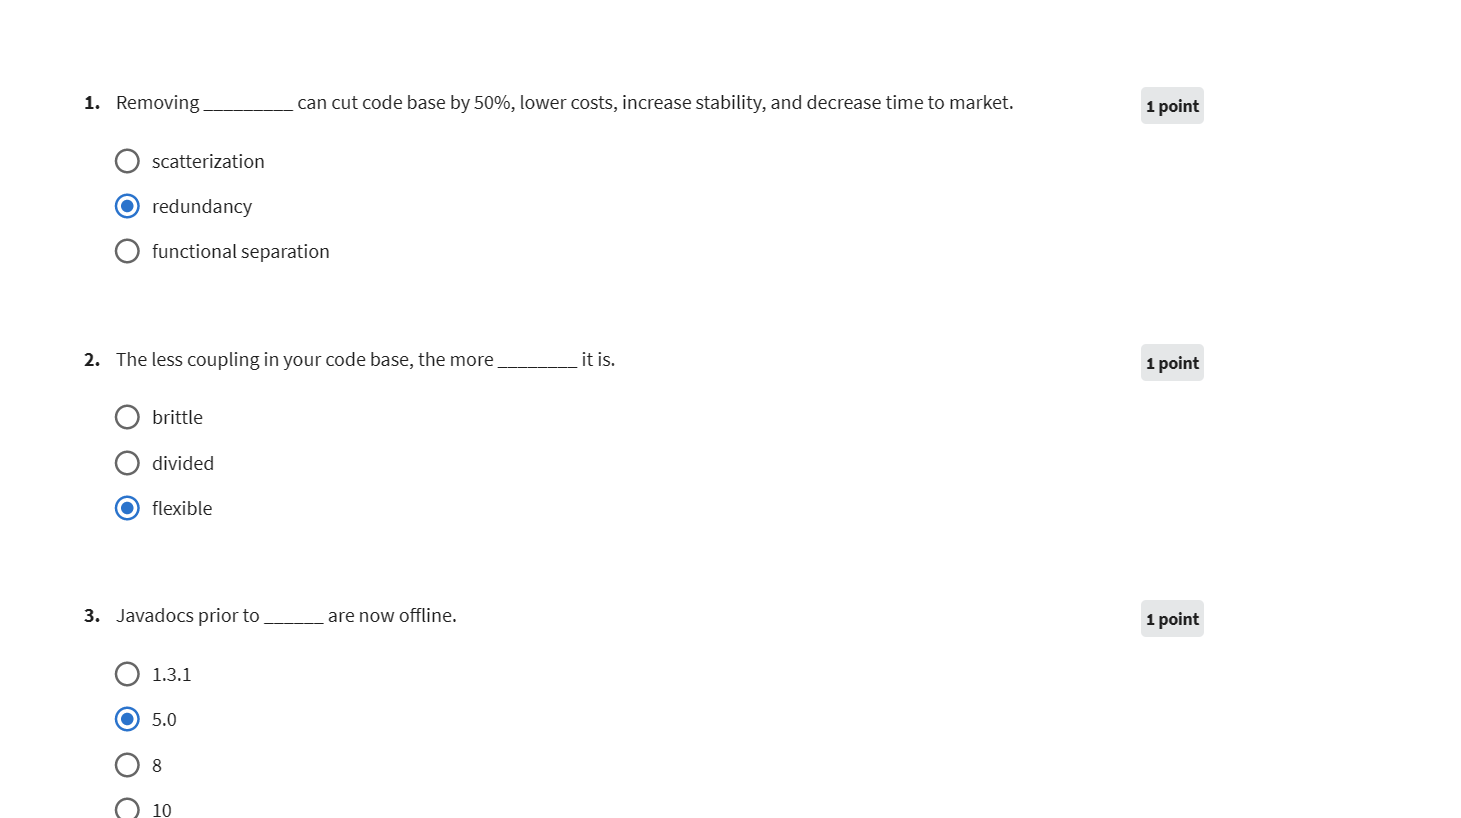 1. Removing _________ can cut code base by 50%, lower costs, increase stability, and decrease time to market.
1 point
scatterization
redundancy
functional separation
2. The less coupling in your code base, the more ________ it is.
1 point
brittle
divided
flexible
3. Javadocs prior to ______ are now offline.
1 point
1.3.1
5.0
8
10